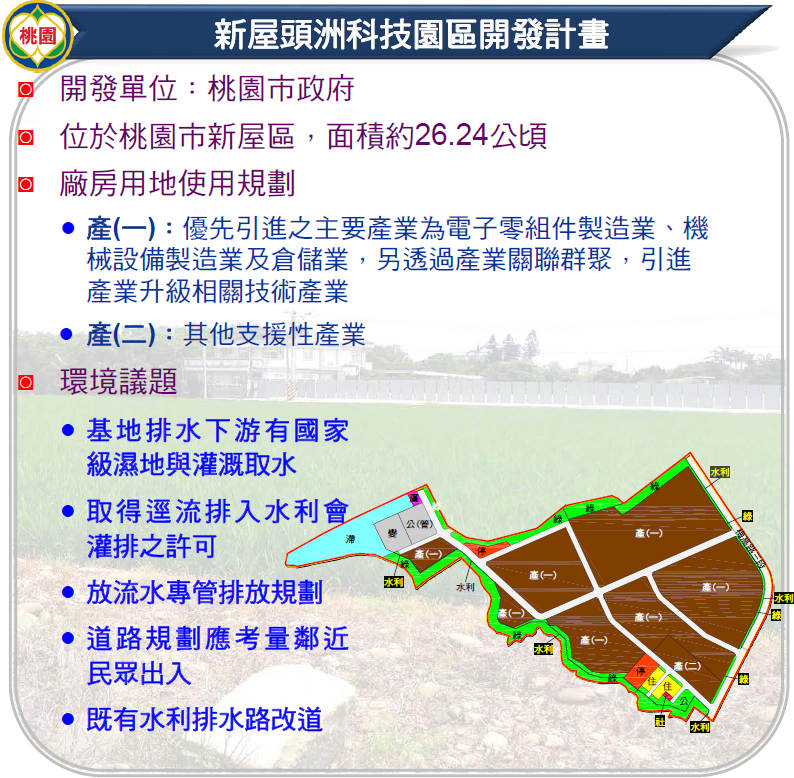 桃園
新屋頭洲科技園區開發計畫
開發單位：桃園市政府
位於桃園市新屋區，面積約26.24公頃
廠房用地使用規劃
產(一)：優先引進之主要產業為電子零組件製造業、機
械設備製造業及倉儲業，另透過產業關聯群聚，引進
產業升級相關技術產業
產(二)：其他支援性產業
環境議題
基地排水下游有國家
級濕地與灌溉取水
取得逕流排入水利會
灌排之許可
放流水專管排放規劃
道路規劃應考量鄰近
民眾出入
既有水利排水路改道
水利
綠
綠
綠
綠
滯
變
公(管)
產(一)
綠
水利
水利
停
產(一)
產(一)
產(一)
產(一)
水利
綠
產(一)
綠
水利
產(一)
產(一)
產(二)
綠
停
住
住
綠
公
社
水利